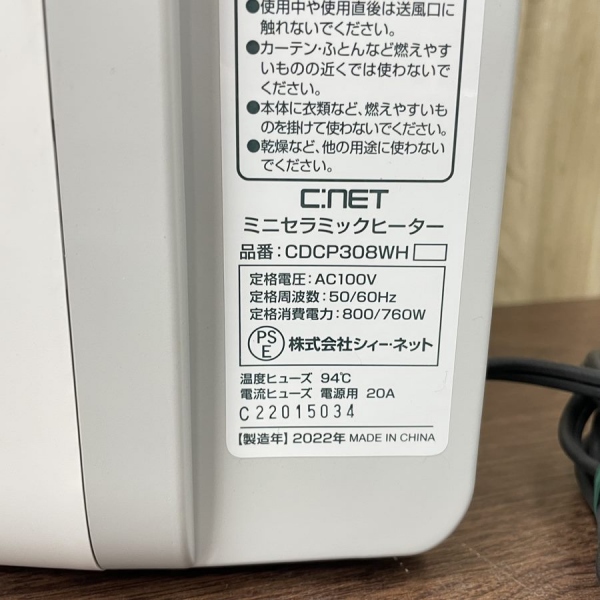 ●使用中や使用直後は送風口に
触れないでください。
●カーテン・ふとんなど燃えやす
いものの近くでは使わないで
ください。
●本体に衣類など、燃えやすいも
のを掛けて使わないでください。
●乾燥など、他の用途に使わない
でください。
C:NET
ミニセラミックヒーター
品番：CDCP308WH
定格電圧：AC100V
定格周波数：50/60Hz
定格消費電力：800/760W
PSE 株式会社シィー・ネット
温度ヒューズ 94℃
電流ヒューズ 電源用 20A
C22015034
【製造年】2022年 MADE IN CHINA